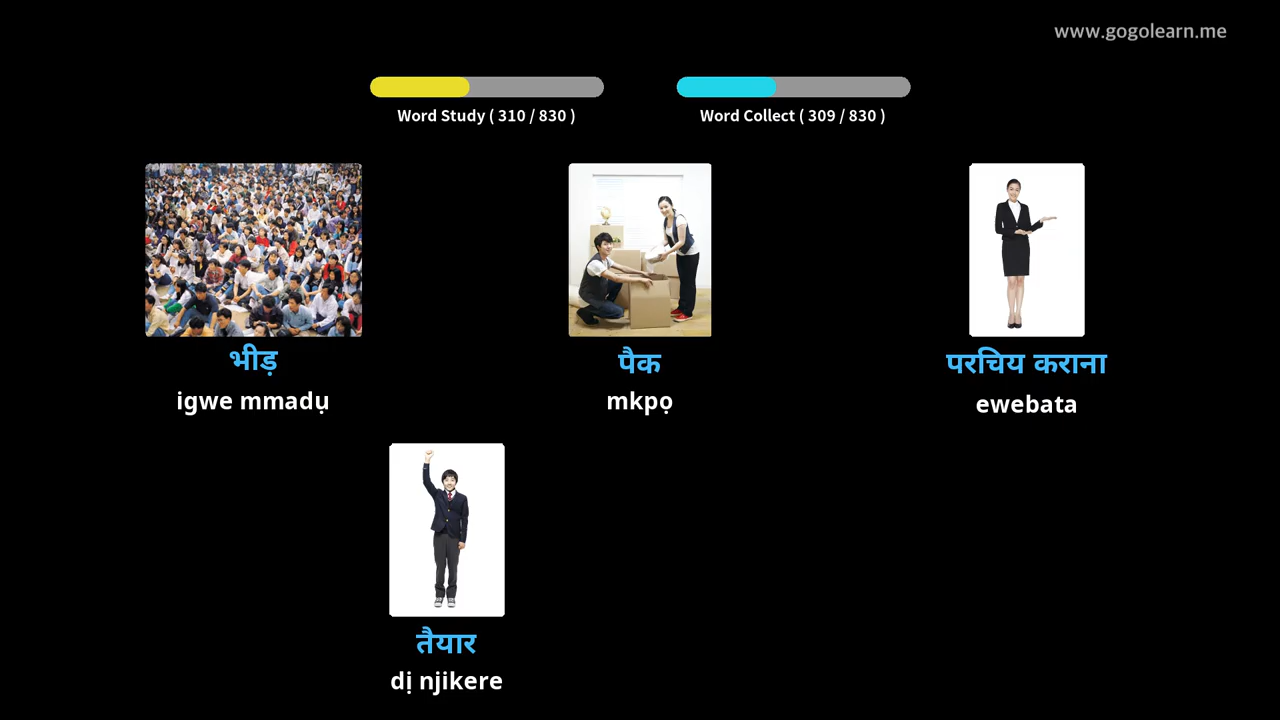 www.gogolearn.me
Word Study ( 310 / 830 )
Word Collect ( 309 / 830 )
भीड़
पैक
परिचय कराना
igwe mmadụ
mkpọ
ewebata
तैयार
dị njikere